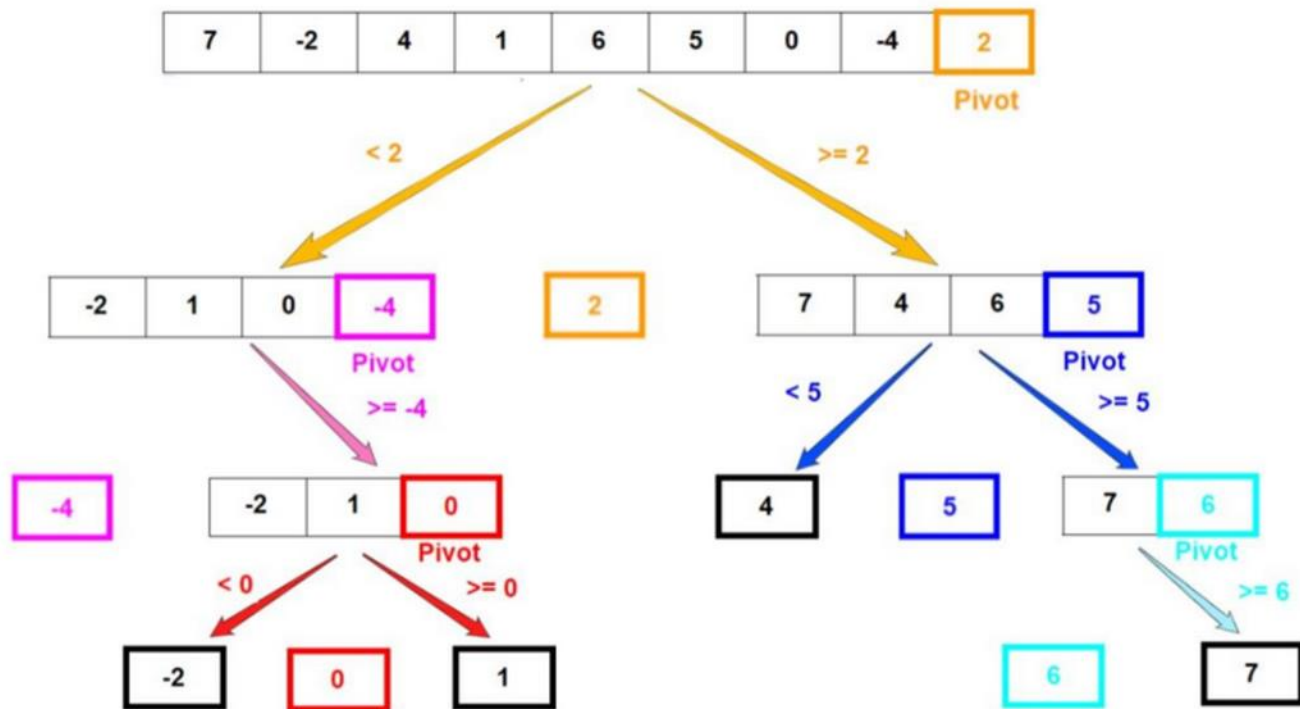 7 -2 4 1 6 5 0 -4 2
Pivot
< 2 >= 2
-2 1 0 -4 2 7 4 6 5
Pivot Pivot
>= -4 < 5 >= 5
-4 -2 1 0 4 5 7 6
Pivot Pivot
< 0 >= 0 >= 6
-2 0 1 6 7